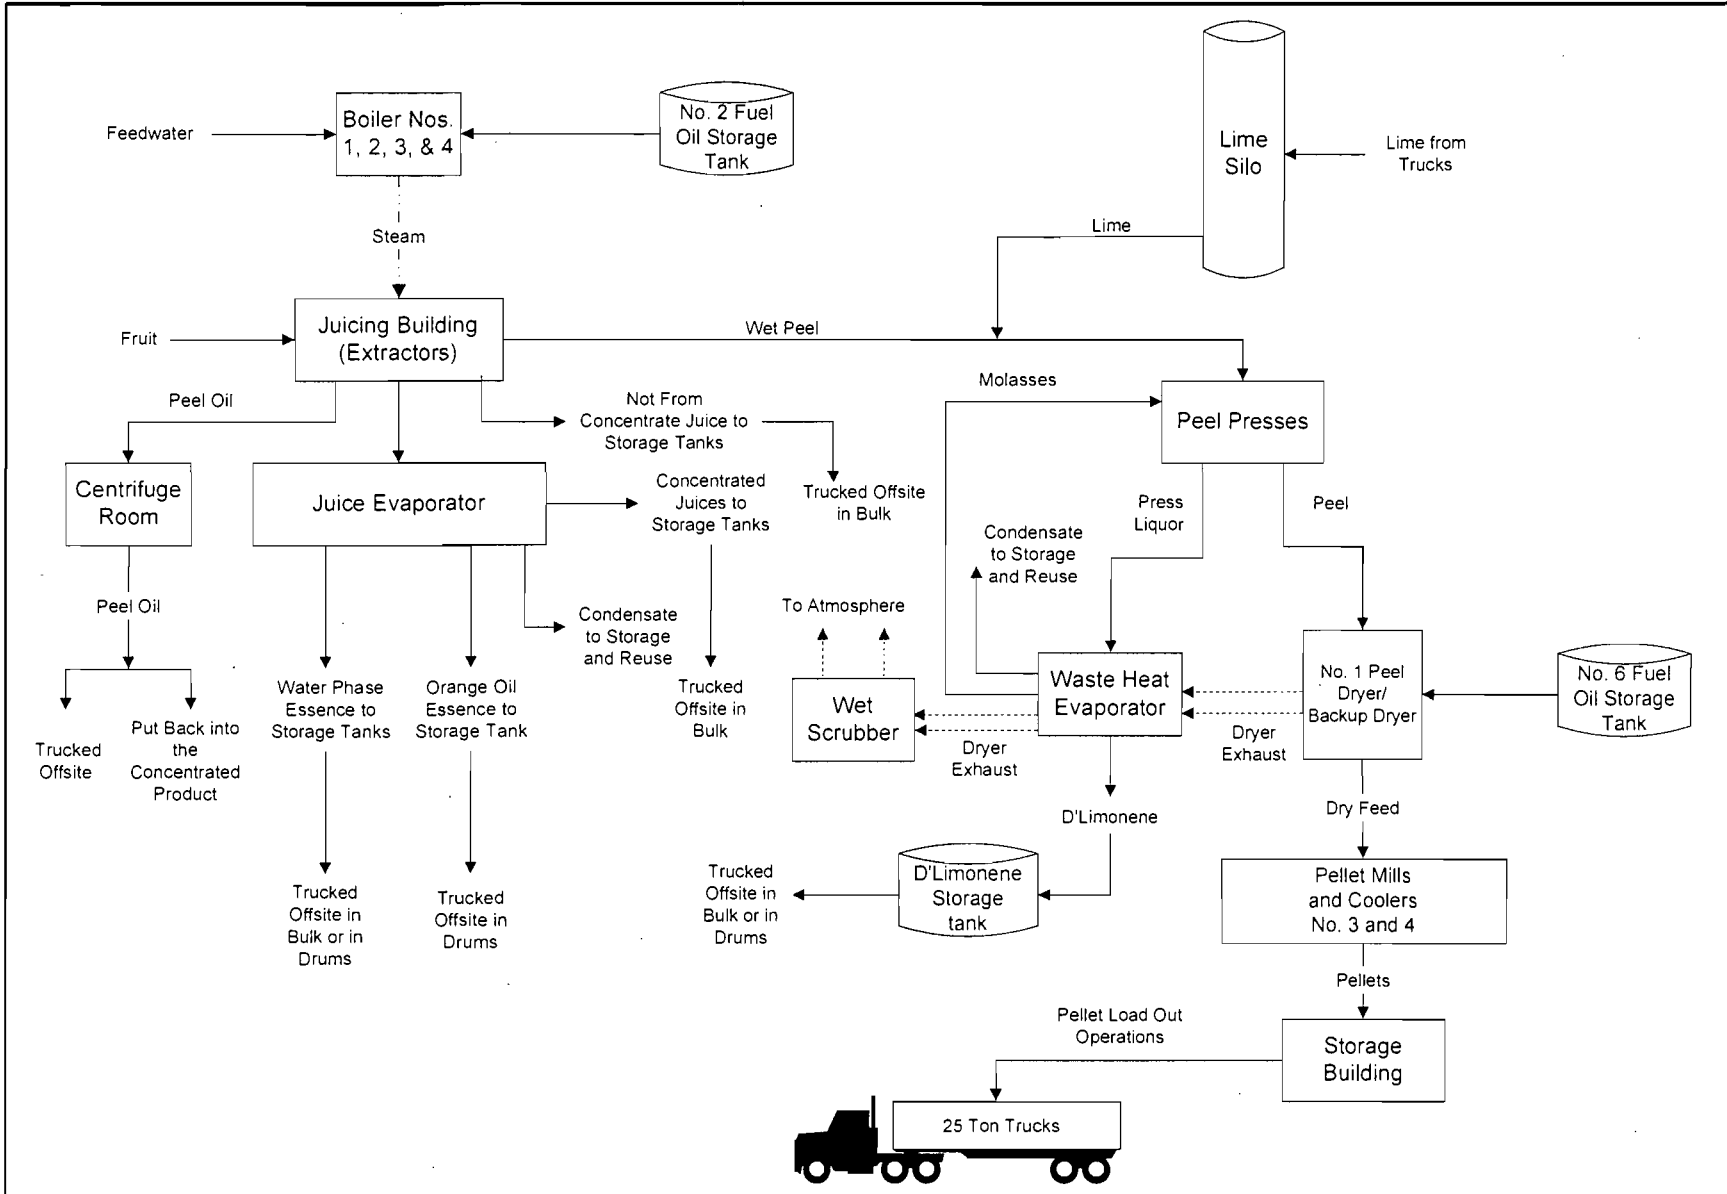 Feedwater
Boiler Nos.
1, 2, 3, & 4
No. 2 Fuel
Oil Storage
Tank
Lime
Silo
Lime from
Trucks
Steam
Lime
Fruit
Juicing Building
(Extractors)
Wet Peel
Peel Oil
Not From
Concentrate Juice to
Storage Tanks
Molasses
Peel Presses
Centrifuge
Room
Juice Evaporator
Concentrated
Juices to
Storage Tanks
Trucked Offsite
in Bulk
Condensate
to Storage
and Reuse
Press
Liquor
Peel
Peel Oil
Condensate
to Storage
and Reuse
To Atmosphere
Trucked
Offsite
Put Back into
the
Concentrated
Product
Water Phase
Essence to
Storage Tanks
Orange Oil
Essence to
Storage Tank
Trucked
Offsite in
Bulk
Wet
Scrubber
Dryer
Exhaust
Waste Heat
Evaporator
Dryer
Exhaust
No. 1 Peel
Dryer/
Backup Dryer
No. 6 Fuel
Oil Storage
Tank
D'Limonene
Dry Feed
Trucked
Offsite in
Bulk or in
Drums
Trucked
Offsite in
Drums
Trucked
Offsite in
Bulk or in
Drums
D'Limonene
Storage
tank
Pellet Mills
and Coolers
No. 3 and 4
Pellets
Pellet Load Out
Operations
Storage
Building
25 Ton Trucks